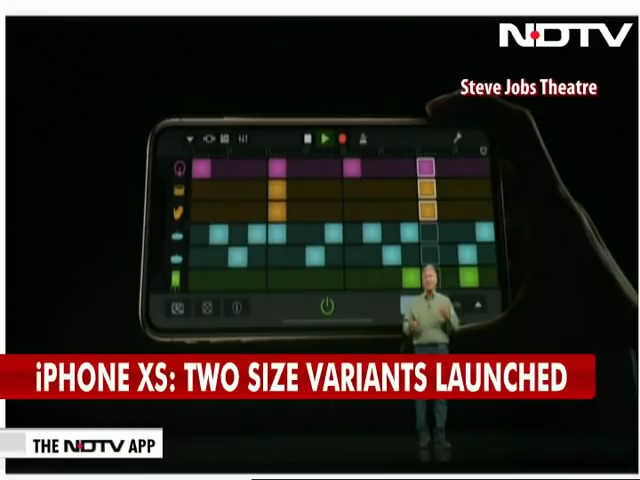 NDTV
Steve Jobs Theatre
iPHONE XS: TWO SIZE VARIANTS LAUNCHED
THE NDTV APP